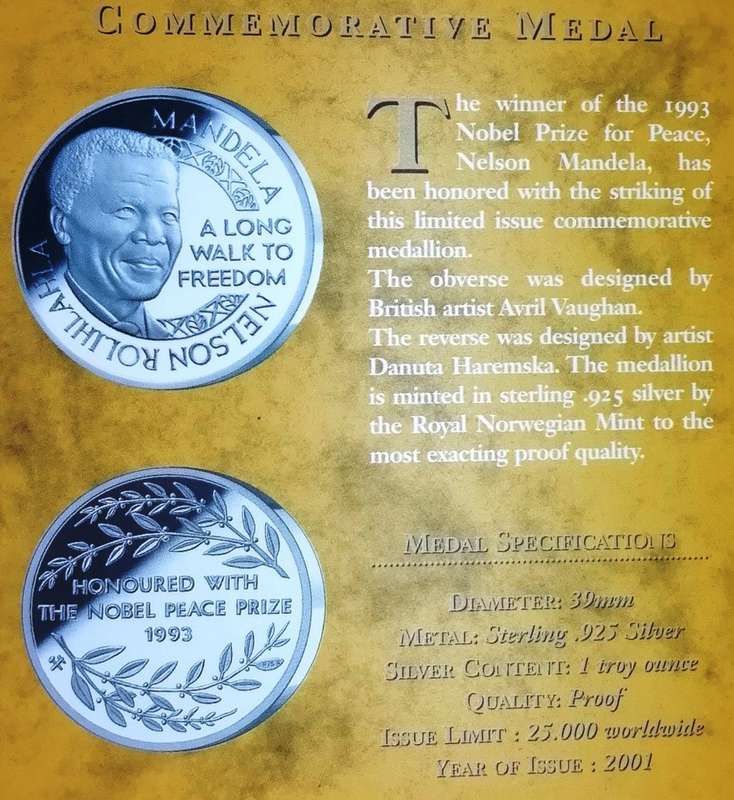 COMMEMORATIVE MEDAL
MANDELA
A LONG
WALK TO
FREEDOM
NELSON ROLIHLAHLA
The winner of the 1993
Nobel Prize for Peace,
Nelson Mandela, has
been honored with the striking of
this limited issue commemorative
medallion.
The obverse was designed by
British artist Avril Vaughan.
The reverse was designed by artist
Danuta Haremska. The medallion
is minted in sterling .925 silver by
the Royal Norwegian Mint to the
most exacting proof quality.
HONOURED WITH
THE NOBEL PEACE PRIZE
1993
MEDAL SPECIFICATIONS
DIAMETER: 39mm
METAL: Sterling .925 Silver
SILVER CONTENT: 1 troy ounce
QUALITY: Proof
ISSUE LIMIT : 25.000 worldwide
YEAR OF ISSUE : 2001